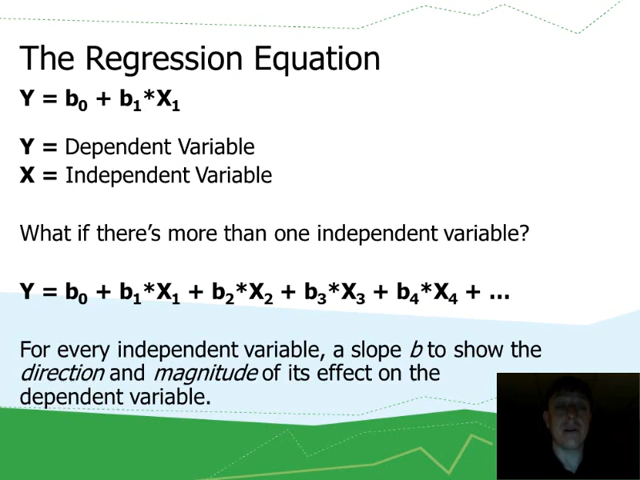 The Regression Equation
Y = b₀ + b₁*X₁
Y = Dependent Variable
X = Independent Variable
What if there's more than one independent variable?
Y = b₀ + b₁*X₁ + b₂*X₂ + b₃*X₃ + b₄*X₄ + ...
For every independent variable, a slope b to show the
direction and magnitude of its effect on the
dependent variable.